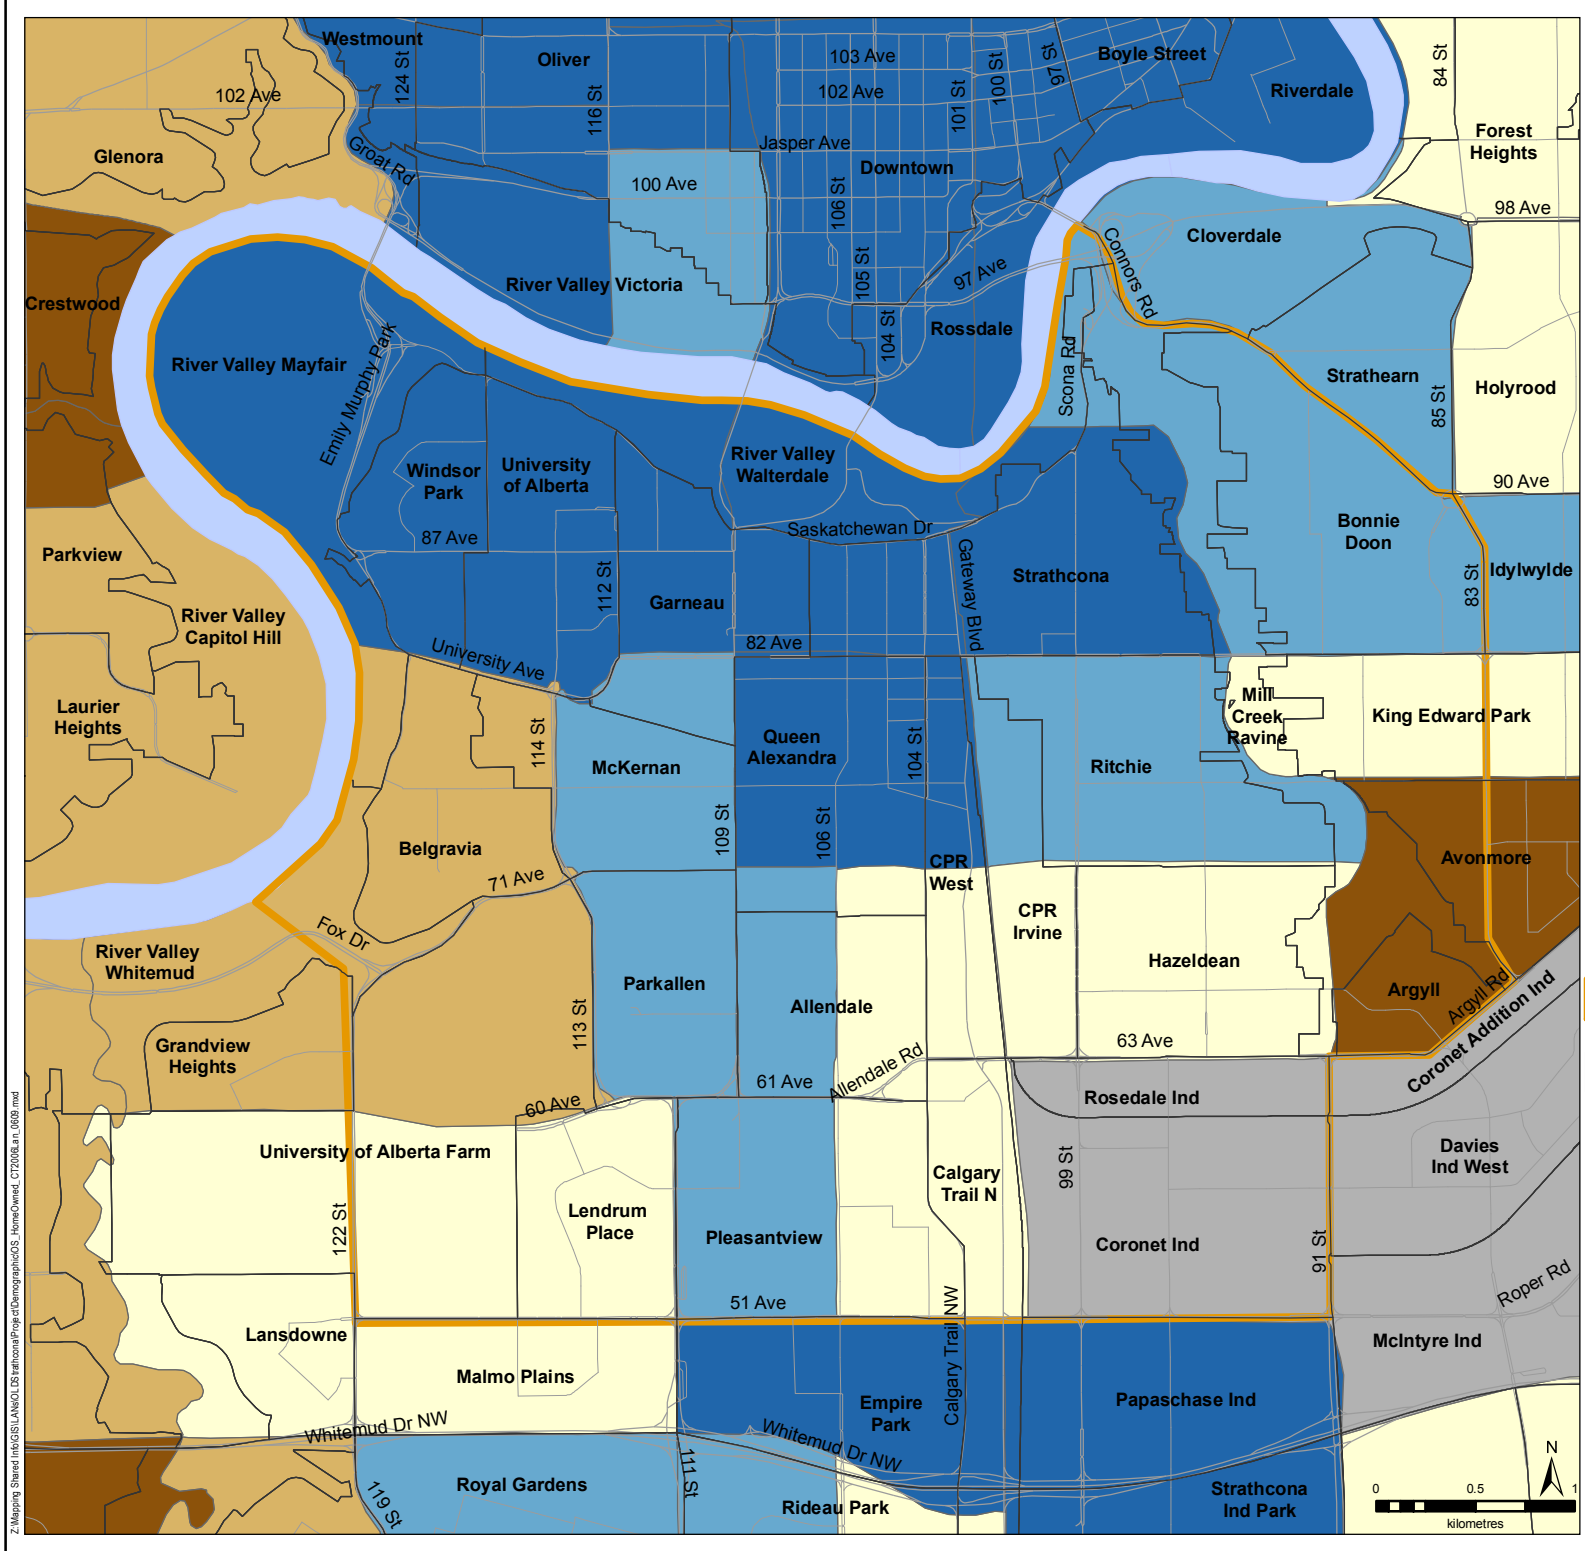 Westmount
124 St
Oliver
116 St
103 Ave
102 Ave
101 St
100 St
97 St
Boyle Street
Riverdale
84 St
Forest
Heights
102 Ave
Glenora
Groat Rd
Jasper Ave
Downtown
100 Ave
106 St
98 Ave
Cloverdale
Connors Rd
Crestwood
River Valley Victoria
105 St
97 Ave
104 St
Rossdale
River Valley Mayfair
Emily Murphy Park
Scona Rd
Strathearn
85 St
Holyrood
Windsor
Park
University
of Alberta
River Valley
Walterdale
90 Ave
87 Ave
Saskatchewan Dr
Bonnie
Doon
Parkview
Gateway Blvd
Strathcona
83 St
Idylwylde
River Valley
Capitol Hill
112 St
Garneau
82 Ave
University Ave
Laurier
Heights
114 St
McKernan
Queen
Alexandra
104 St
Ritchie
Mill
Creek
Ravine
King Edward Park
109 St
106 St
Belgravia
71 Ave
CPR
West
Avonmore
Fox Dr
River Valley
Whitemud
CPR
Irvine
Hazeldean
Parkallen
Allendale
Argyll
Argyll Rd
Coronet Addition Ind
113 St
Grandview
Heights
63 Ave
61 Ave
Allendale Rd
Rosedale Ind
60 Ave
University of Alberta Farm
Davies
Ind West
99 St
Calgary
Trail N
122 St
Lendrum
Place
Pleasantview
Coronet Ind
91 St
Roper Rd
51 Ave
Calgary Trail NW
Lansdowne
McIntyre Ind
Malmo Plains
Empire
Park
Papaschase Ind
Whitemud Dr NW
Whitemud Dr NW
119 St
Royal Gardens
111 St
Rideau Park
Strathcona
Ind Park
N
0 0.5 1
kilometres
Z:\Mapping Shared Info\GIS\LANs\OLDStrathcona\Project\Demographic\OS_HomeOwned_CT2006Lan_0609.mxd